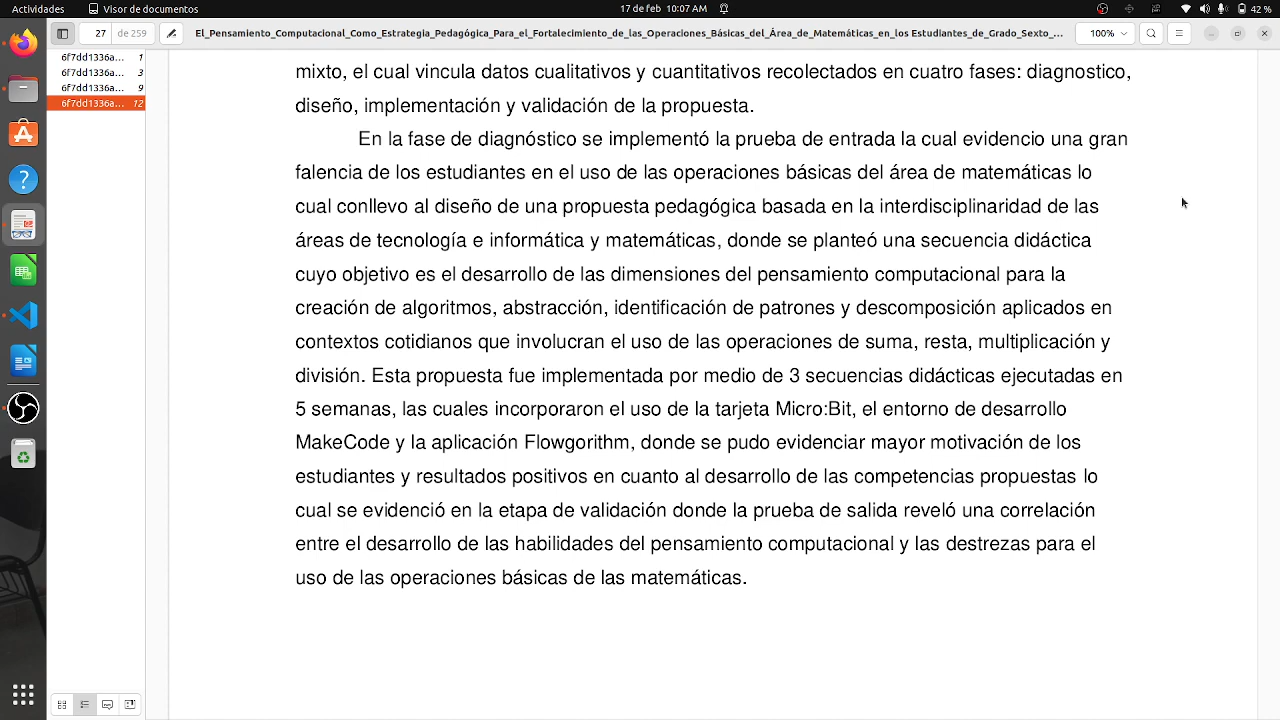 Actividades
Visor de documentos
17 de feb 10:07 AM
42 %
27
de 259
El_Pensamiento_Computacional_Como_Estrategia_Pedagógica_Para_el_Fortalecimiento_de_las_Operaciones_Básicas_del_Área_de_Matemáticas_en_los Estudiantes_de_Grado_Sexto_...
100%
6f7dd1336a... 1
6f7dd1336a... 3
6f7dd1336a... 9
6f7dd1336a... 12
mixto, el cual vincula datos cualitativos y cuantitativos recolectados en cuatro fases: diagnostico,
diseño, implementación y validación de la propuesta.
En la fase de diagnóstico se implementó la prueba de entrada la cual evidencio una gran
falencia de los estudiantes en el uso de las operaciones básicas del área de matemáticas lo
cual conllevo al diseño de una propuesta pedagógica basada en la interdisciplinaridad de las
áreas de tecnología e informática y matemáticas, donde se planteó una secuencia didáctica
cuyo objetivo es el desarrollo de las dimensiones del pensamiento computacional para la
creación de algoritmos, abstracción, identificación de patrones y descomposición aplicados en
contextos cotidianos que involucran el uso de las operaciones de suma, resta, multiplicación y
división. Esta propuesta fue implementada por medio de 3 secuencias didácticas ejecutadas en
5 semanas, las cuales incorporaron el uso de la tarjeta Micro:Bit, el entorno de desarrollo
MakeCode y la aplicación Flowgorithm, donde se pudo evidenciar mayor motivación de los
estudiantes y resultados positivos en cuanto al desarrollo de las competencias propuestas lo
cual se evidenció en la etapa de validación donde la prueba de salida reveló una correlación
entre el desarrollo de las habilidades del pensamiento computacional y las destrezas para el
uso de las operaciones básicas de las matemáticas.